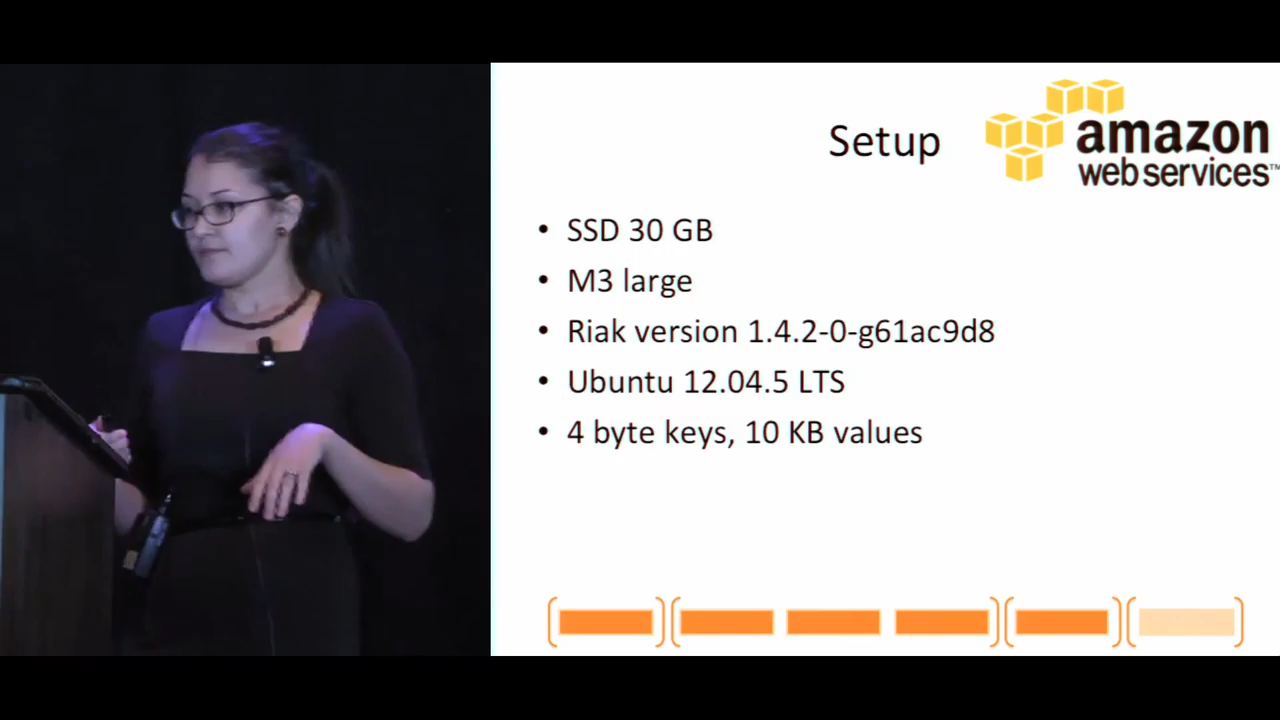 Setup
amazon
web services™
• SSD 30 GB
• M3 large
• Riak version 1.4.2-0-g61ac9d8
• Ubuntu 12.04.5 LTS
• 4 byte keys, 10 KB values